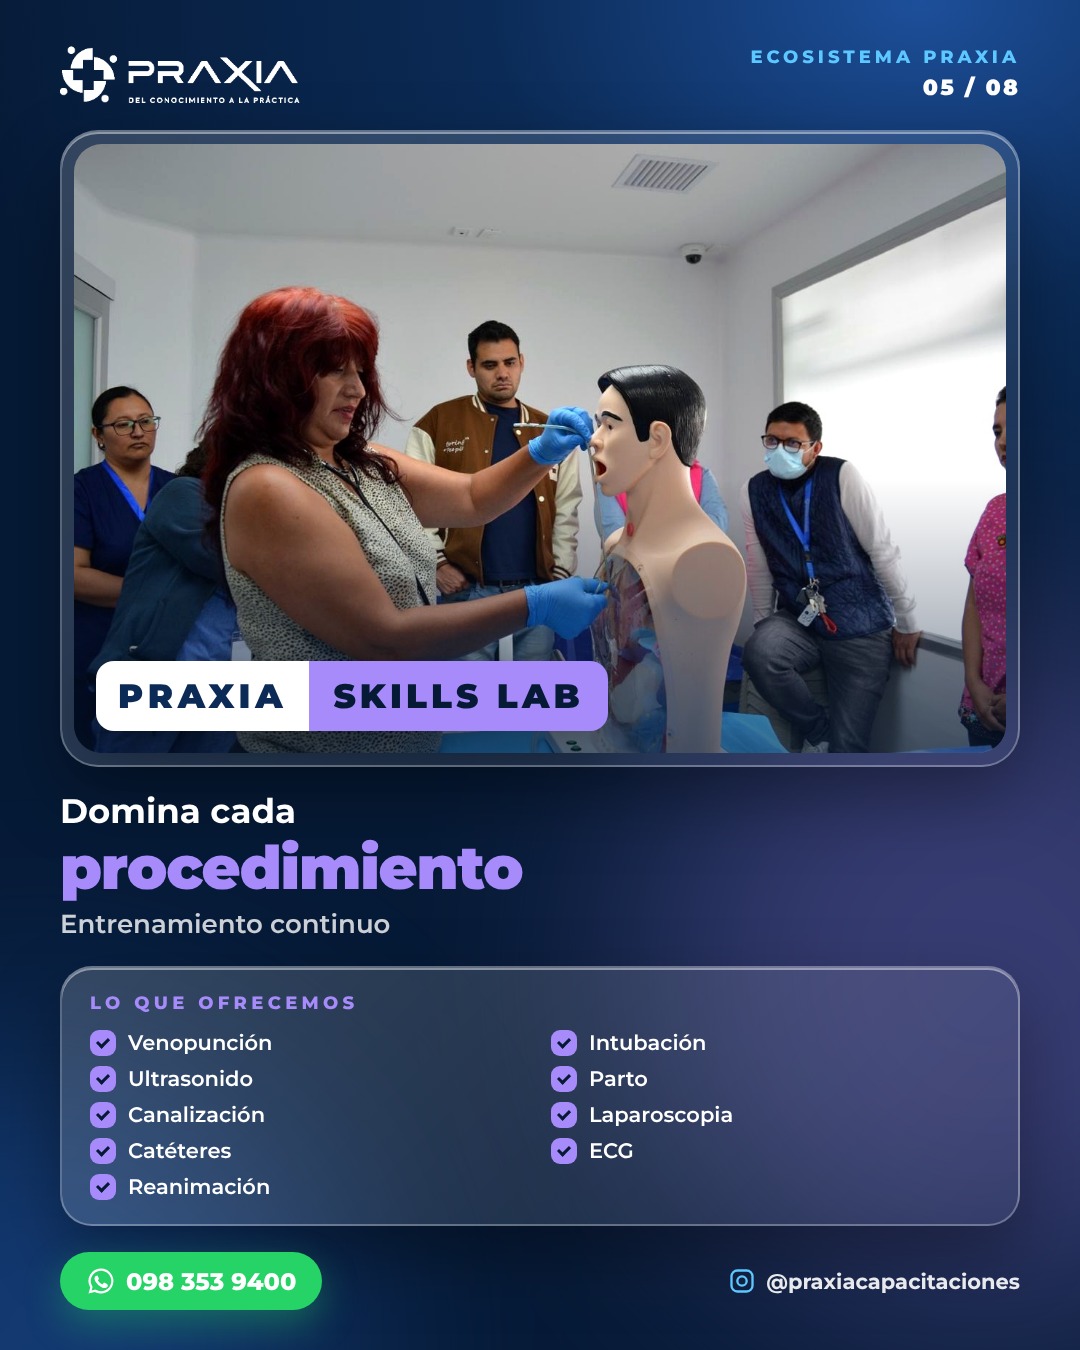 PRAXIA
DEL CONOCIMIENTO A LA PRÁCTICA
ECOSISTEMA PRAXIA
05 / 08
PRAXIA SKILLS LAB
Domina cada
procedimiento
Entrenamiento continuo
LO QUE OFRECEMOS
Venopunción
Ultrasonido
Canalización
Catéteres
Reanimación
Intubación
Parto
Laparoscopia
ECG
098 353 9400
@praxiacapacitaciones